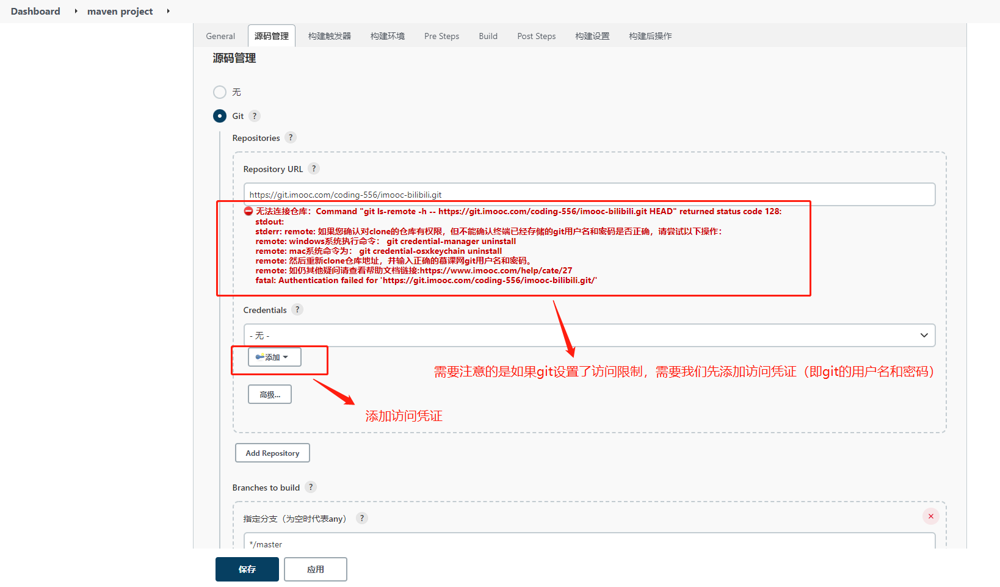 Dashboard
maven project
General
源码管理
构建触发器
构建环境
Pre Steps
Build
Post Steps
构建设置
构建后操作
源码管理
无
Git ?
Repositories ?
Repository URL ?
https://git.imooc.com/coding-556/imooc-bilibili.git
无法连接仓库：Command "git ls-remote -h -- https://git.imooc.com/coding-556/imooc-bilibili.git HEAD" returned status code 128:
stdout:
stderr: remote: 如果您确认对clone的仓库有权限，但不能确认终端已经存储的git用户名和密码是否正确，请尝试以下操作：
remote: windows系统执行命令： git credential-manager uninstall
remote: mac系统命令为： git credential-osxkeychain uninstall
remote: 然后重新clone仓库地址，并输入正确的慕课网git用户名和密码。
remote: 如仍其他疑问请查看帮助文档链接:https://www.imooc.com/help/cate/27
fatal: Authentication failed for 'https://git.imooc.com/coding-556/imooc-bilibili.git/'
Credentials ?
- 无 -
添加
需要注意的是如果git设置了访问限制，需要我们先添加访问凭证（即git的用户名和密码）
高级...
添加访问凭证
Add Repository
Branches to build ?
指定分支（为空时代表any） ?
×
*/master
保存
应用